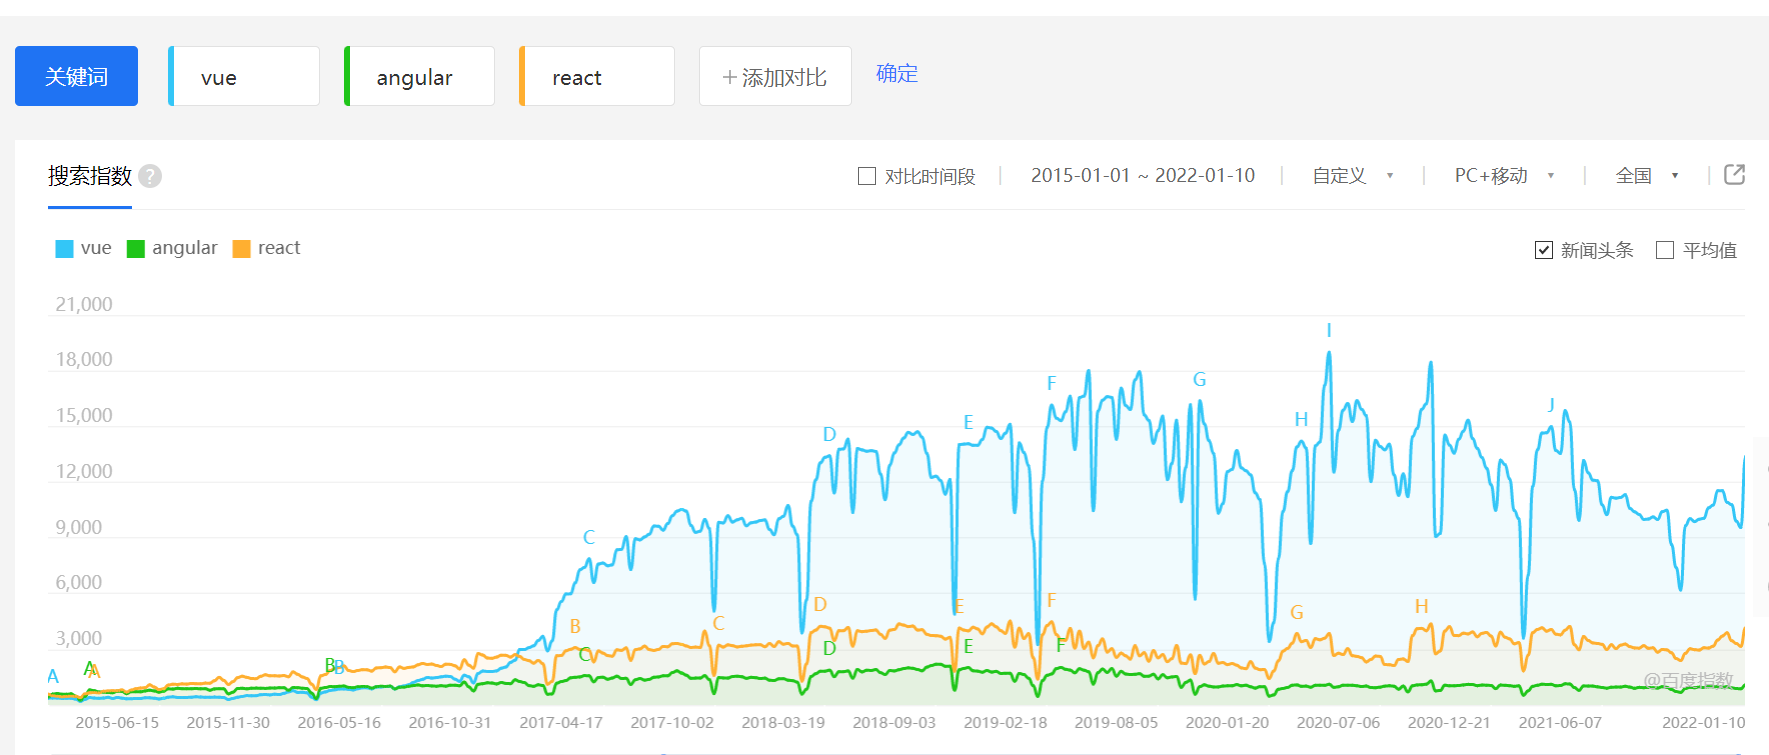 关键词 vue angular react +添加对比 确定
搜索指数 ? 对比时间段 2015-01-01 ~ 2022-01-10 自定义 PC+移动 全国
vue angular react 新闻头条 平均值
21,000
18,000
15,000
12,000
9,000
6,000
3,000
I
F G
J
H
E
D
C
D E F G H
B C
D E F
C
A A A B B
@百度指数
2015-06-15 2015-11-30 2016-05-16 2016-10-31 2017-04-17 2017-10-02 2018-03-19 2018-09-03 2019-02-18 2019-08-05 2020-01-20 2020-07-06 2020-12-21 2021-06-07 2022-01-10